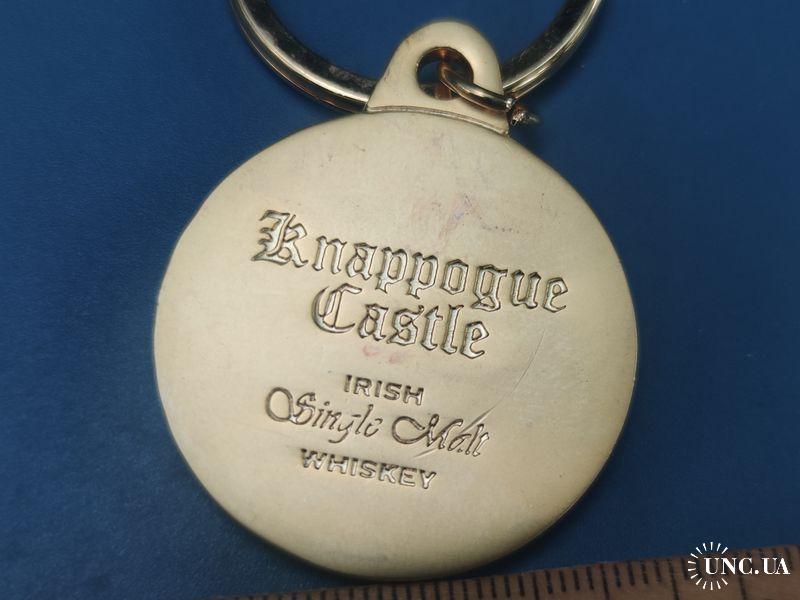 Knappogue
Castle
IRISH
Single Malt
WHISKEY
UNC.UA